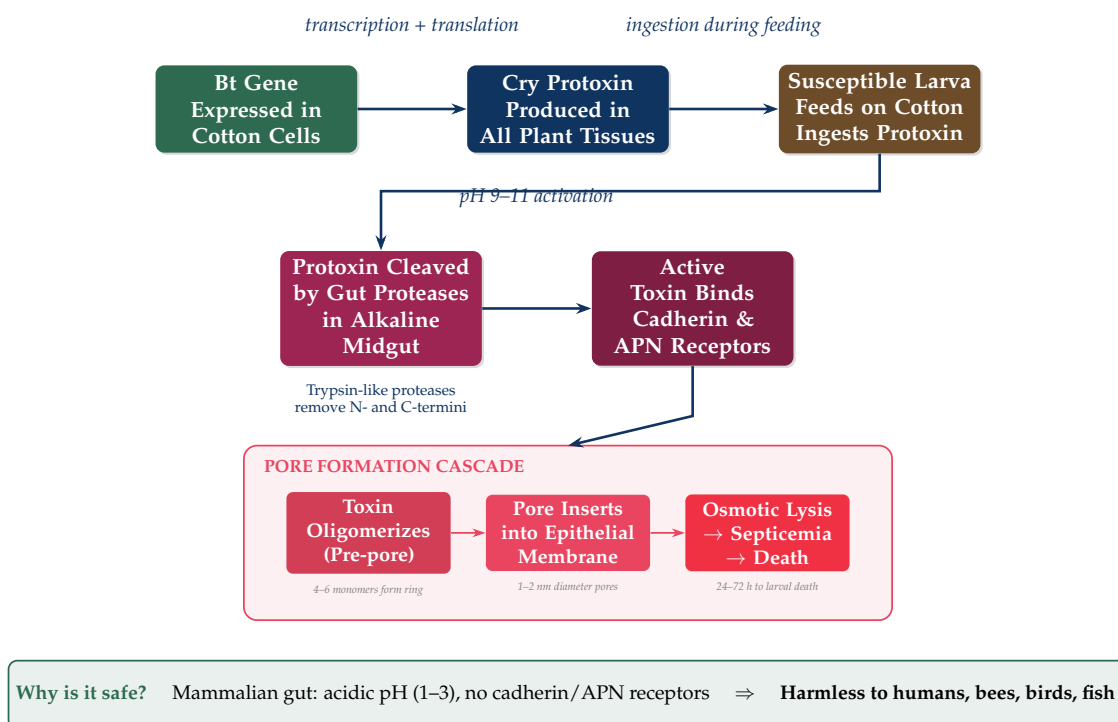 transcription + translation
ingestion during feeding
Bt Gene
Expressed in
Cotton Cells
Cry Protoxin
Produced in
All Plant Tissues
Susceptible Larva
Feeds on Cotton
Ingests Protoxin
pH 9–11 activation
Protoxin Cleaved
by Gut Proteases
in Alkaline
Midgut
Active
Toxin Binds
Cadherin &
APN Receptors
Trypsin-like proteases
remove N- and C-termini
PORE FORMATION CASCADE
Toxin
Oligomerizes
(Pre-pore)
Pore Inserts
into Epithelial
Membrane
Osmotic Lysis
→ Septicemia
→ Death
4–6 monomers form ring
1–2 nm diameter pores
24–72 h to larval death
Why is it safe? Mammalian gut: acidic pH (1–3), no cadherin/APN receptors ⇒ Harmless to humans, bees, birds, fish